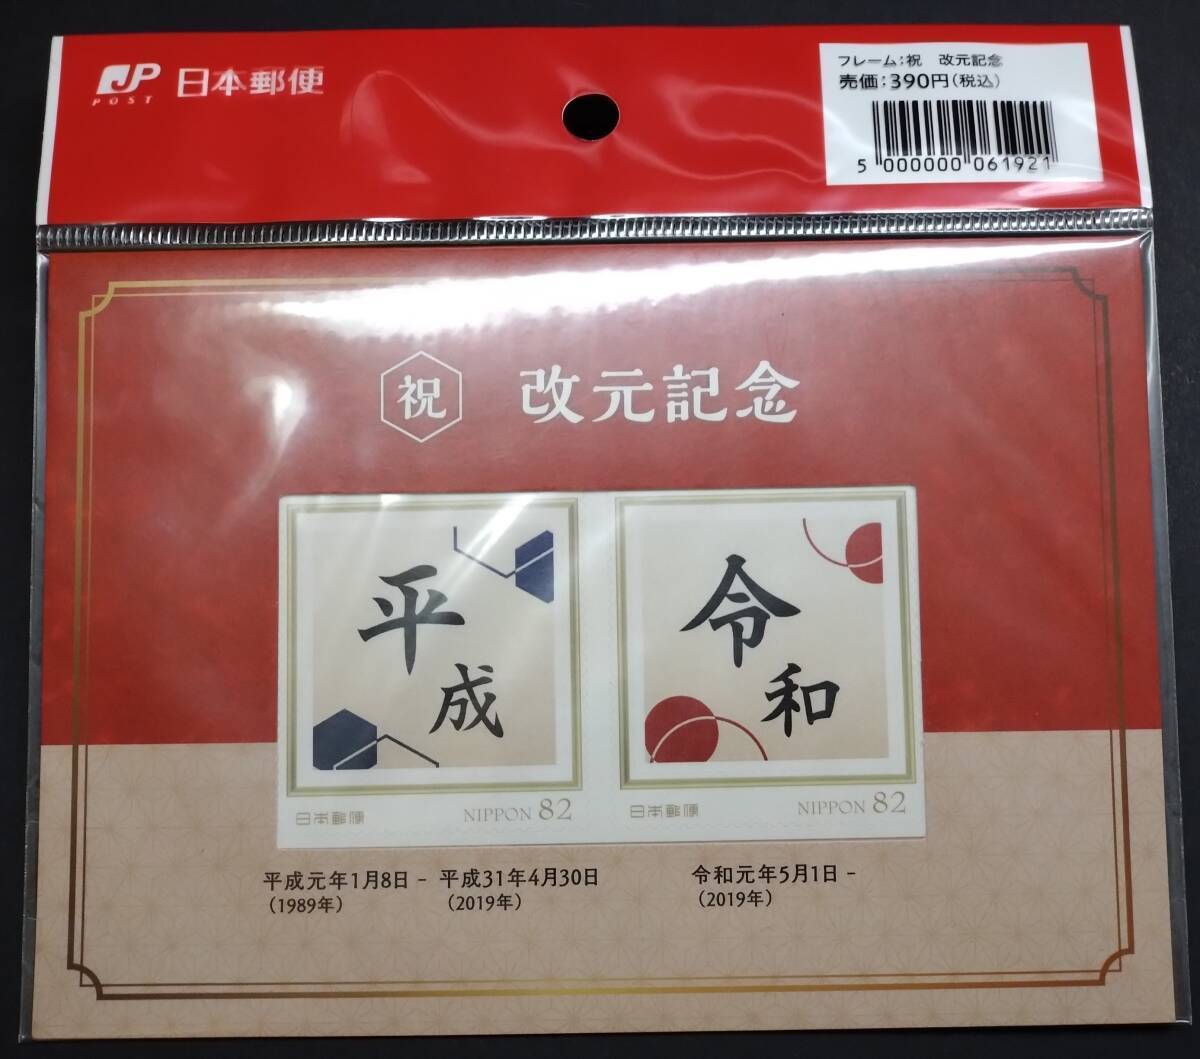 JP
POST
日本郵便
フレーム:祝 改元記念
売価:390円(税込)
5 000000 061921
祝 改元記念
平成
日本郵便 NIPPON 82
令和
日本郵便 NIPPON 82
平成元年1月8日 - 平成31年4月30日
(1989年) (2019年)
令和元年5月1日 -
(2019年)